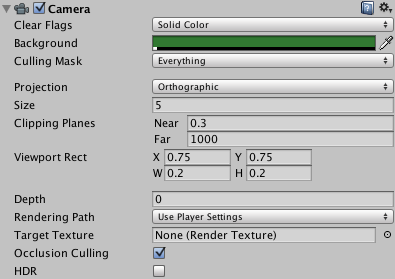 Camera
Clear Flags Solid Color
Background
Culling Mask Everything
Projection Orthographic
Size 5
Clipping Planes Near 0.3
Far 1000
Viewport Rect X 0.75 Y 0.75
W 0.2 H 0.2
Depth 0
Rendering Path Use Player Settings
Target Texture None (Render Texture)
Occlusion Culling
HDR